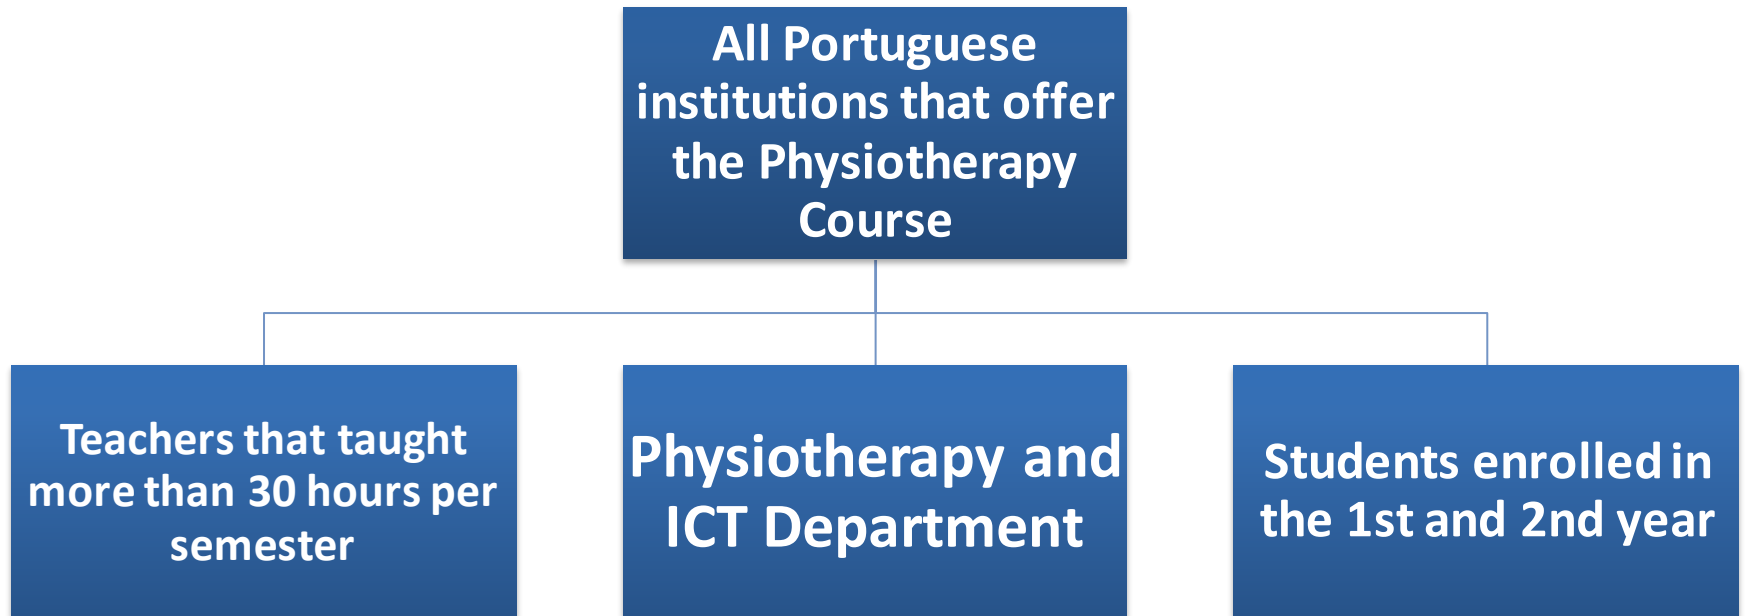 All Portuguese
institutions that offer
the Physiotherapy
Course
Teachers that taught
more than 30 hours per
semester
Physiotherapy and
ICT Department
Students enrolled in
the 1st and 2nd year